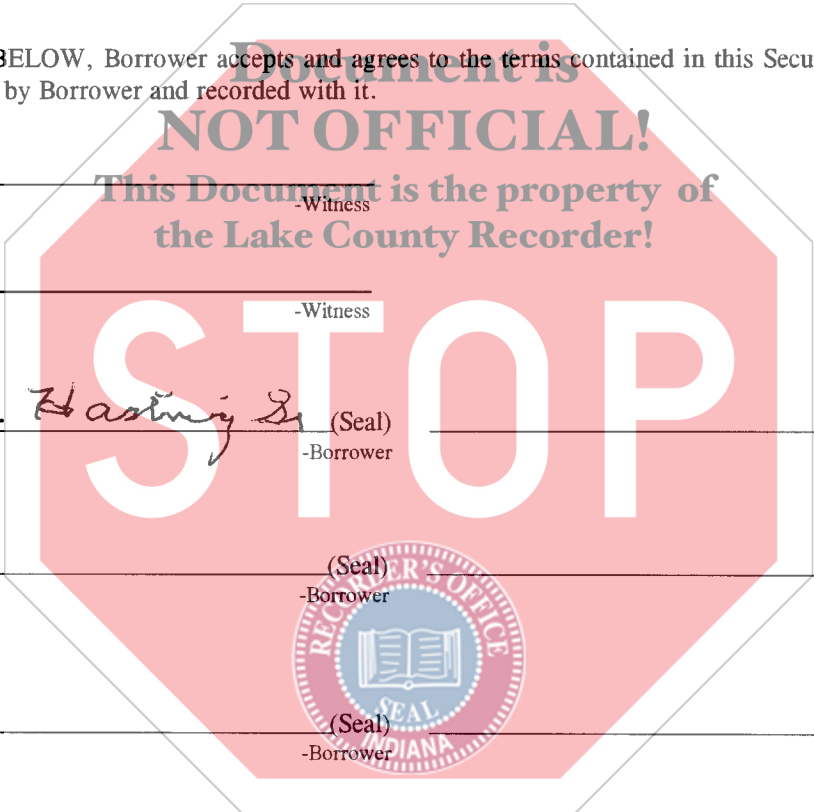 BELOW, Borrower accepts and agrees to the terms contained in this Secu
by Borrower and recorded with it.
Document is
NOT OFFICIAL!
This Document is the property of
the Lake County Recorder!
-Witness
-Witness
Hastings Sr (Seal)
-Borrower
(Seal)
-Borrower
(Seal)
-Borrower
STOP
RECORDER'S OFFICE
SEAL
INDIANA